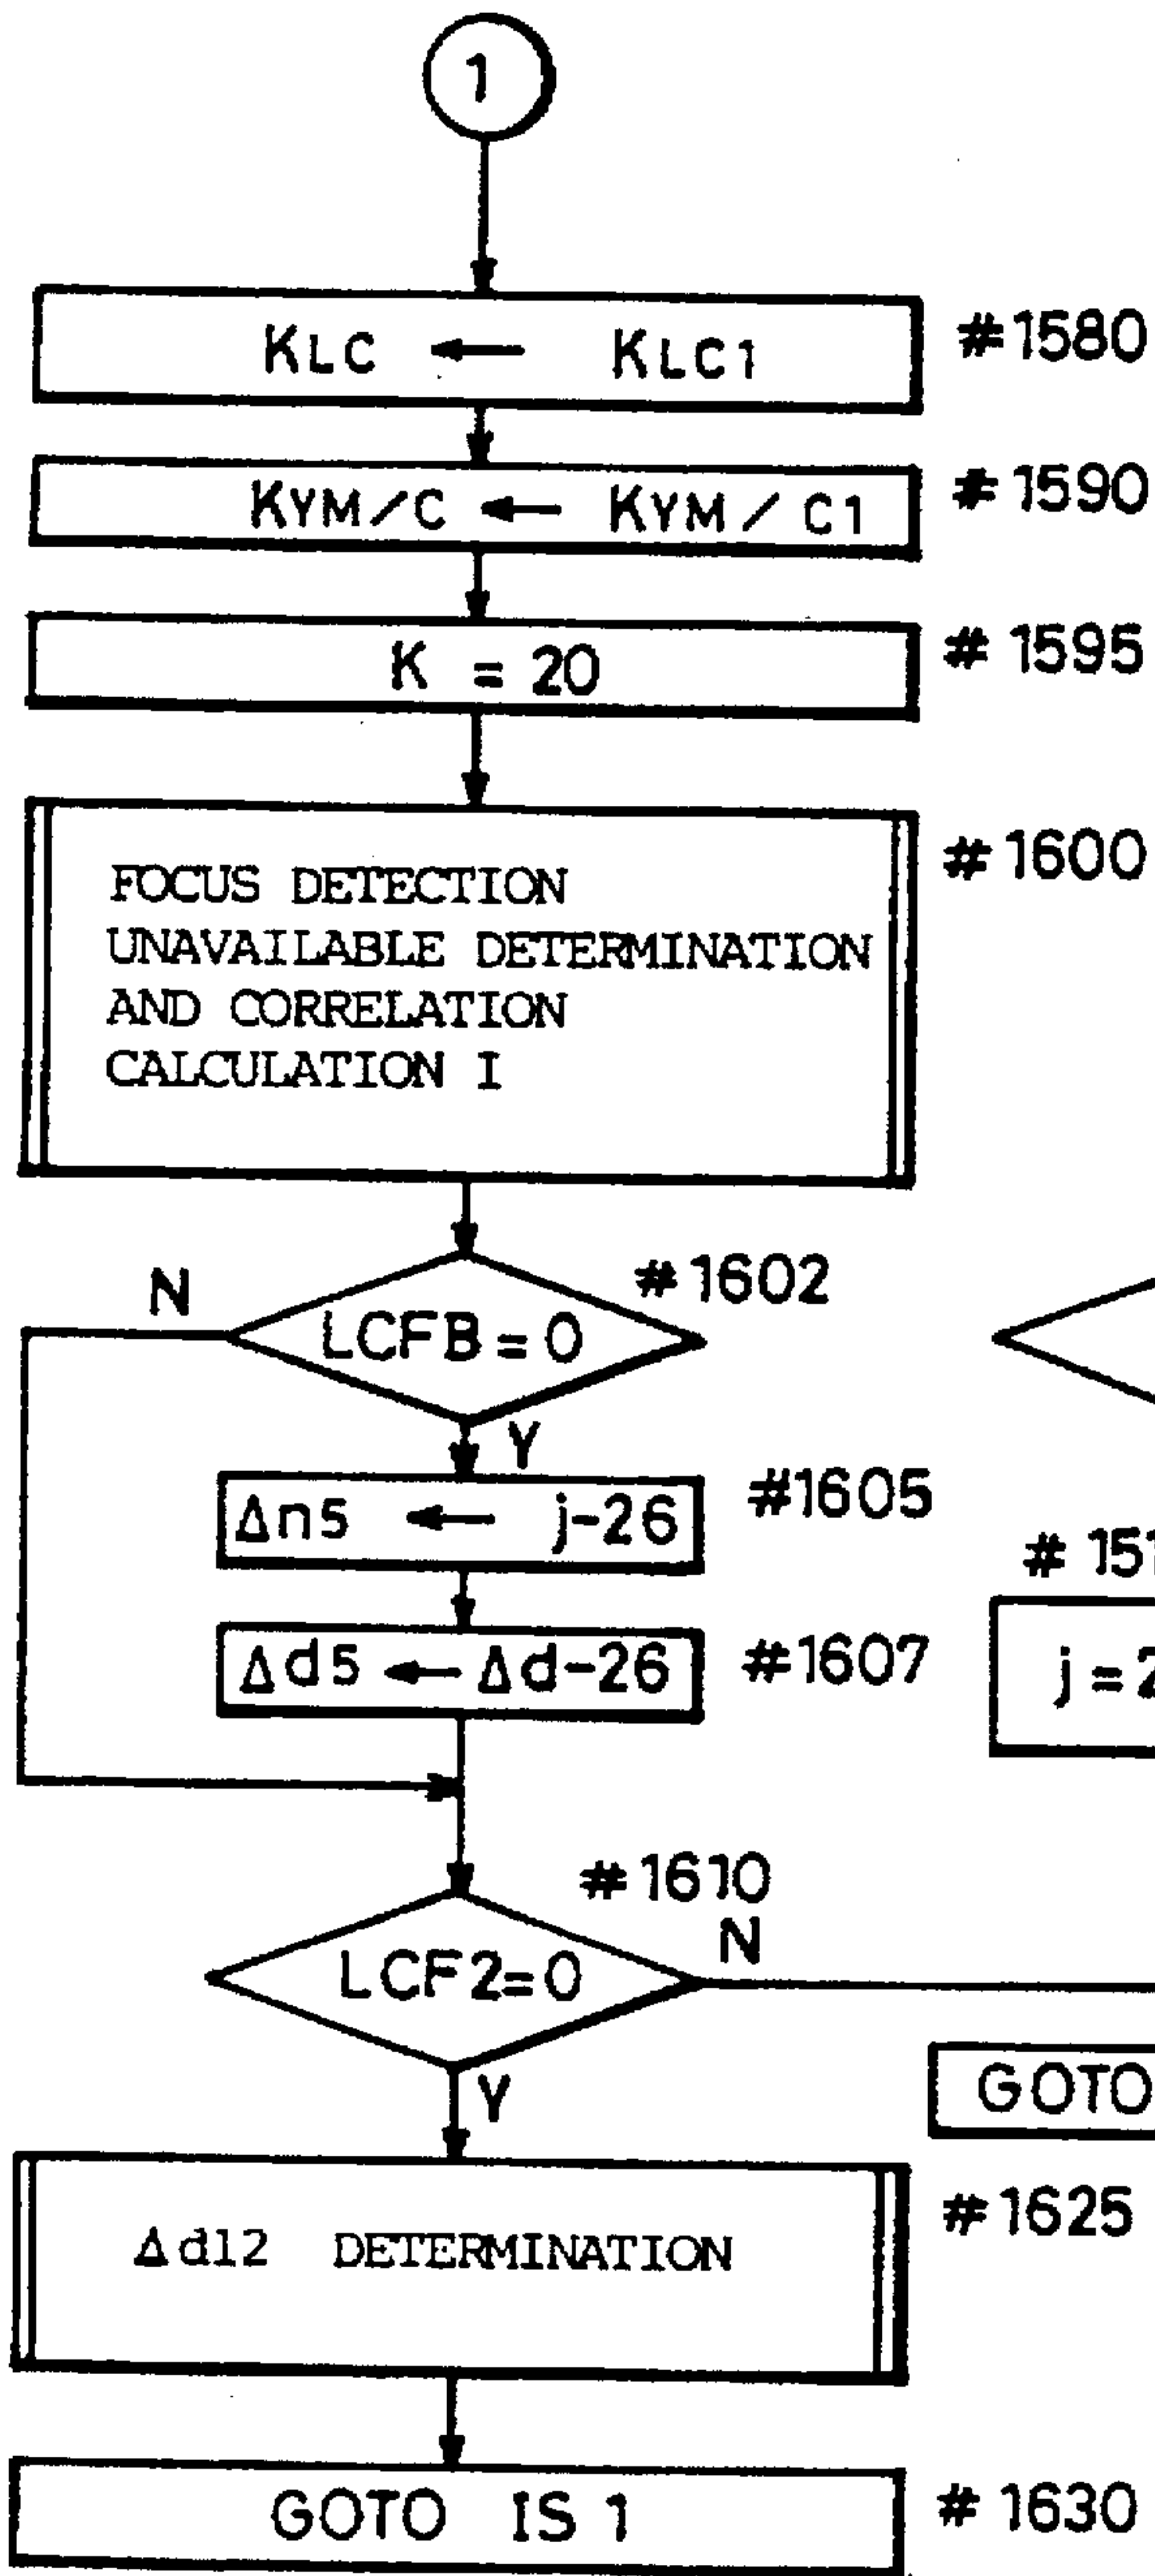 1
KLC ← KLC1
#1580
KYM/C ← KYM/C1
#1590
K = 20
#1595
FOCUS DETECTION
UNAVAILABLE DETERMINATION
AND CORRELATION
CALCULATION I
#1600
N
LCFB=0
#1602
Y
Δn5 ← j-26
#1605
#151
Δd5 ← Δd-26
#1607
j=2
#1610
LCF2=0
N
Y
GOTO
Δd12 DETERMINATION
#1625
GOTO IS 1
#1630